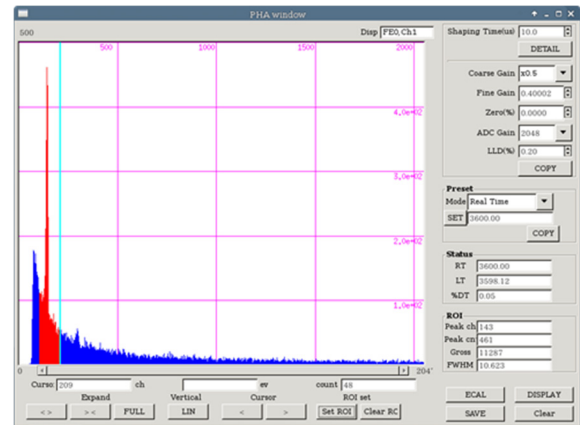 PHA window
500 Disp FE0,Ch1
500 1000 1500 2000
4.0e+02
3.0e+02
2.0e+02
1.0e+02
0 204
Curso: 209 ch ev count 48
Expand Vertical Cursor ROI set
<> >< FULL LIN < > Set ROI Clear RC
Shaping Time(us) 10.0
DETAIL
Coarse Gain x0.5
Fine Gain 0.40002
Zero(%) 0.0000
ADC Gain 2048
LLD(%) 0.20
COPY
Preset
Mode Real Time
SET 3600.00
COPY
Status
RT 3600.00
LT 3598.12
%DT 0.05
ROI
Peak ch 143
Peak cn 461
Gross 11287
FWHM 10.623
ECAL DISPLAY
SAVE Clear